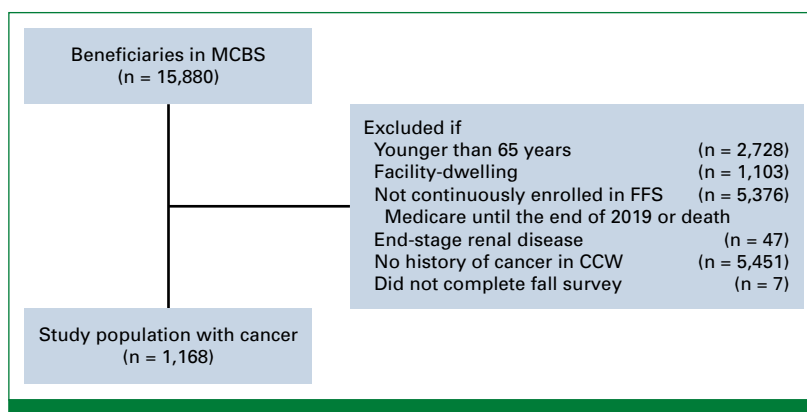 Beneficiaries in MCBS
(n = 15,880)
Excluded if
Younger than 65 years (n = 2,728)
Facility-dwelling (n = 1,103)
Not continuously enrolled in FFS (n = 5,376)
Medicare until the end of 2019 or death
End-stage renal disease (n = 47)
No history of cancer in CCW (n = 5,451)
Did not complete fall survey (n = 7)
Study population with cancer
(n = 1,168)